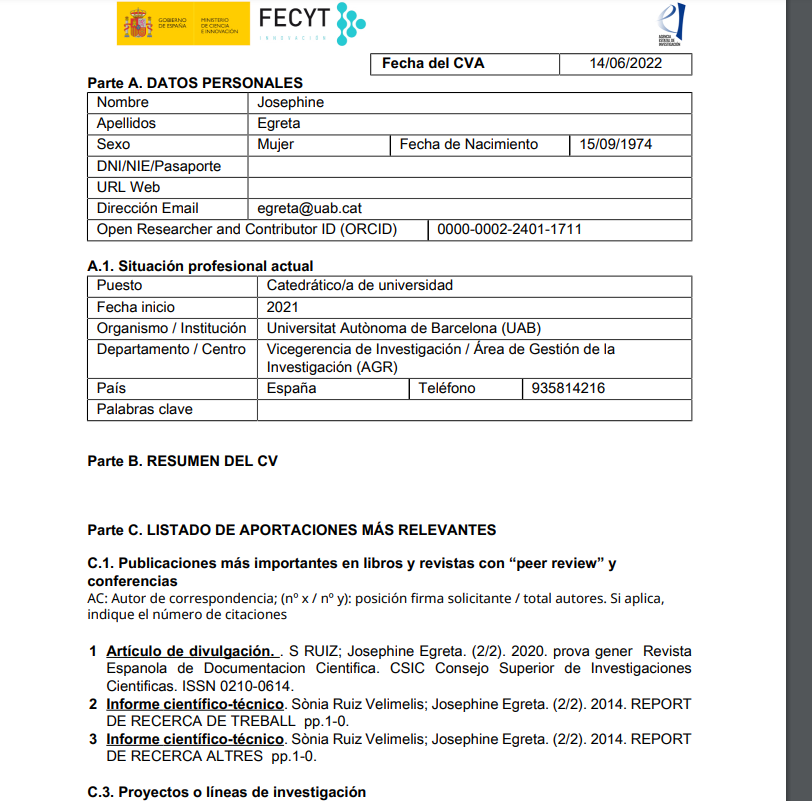 GOBIERNO
DE ESPAÑA
MINISTERIO
DE CIENCIA
E INNOVACIÓN
FECYT
INNOVACIÓN
AGENCIA
ESTATAL DE
INVESTIGACIÓN
Fecha del CVA 14/06/2022
Parte A. DATOS PERSONALES
Nombre Josephine
Apellidos Egreta
Sexo Mujer Fecha de Nacimiento 15/09/1974
DNI/NIE/Pasaporte
URL Web
Dirección Email egreta@uab.cat
Open Researcher and Contributor ID (ORCID) 0000-0002-2401-1711
A.1. Situación profesional actual
Puesto Catedrático/a de universidad
Fecha inicio 2021
Organismo / Institución Universitat Autònoma de Barcelona (UAB)
Departamento / Centro Vicegerencia de Investigación / Área de Gestión de la
Investigación (AGR)
País España Teléfono 935814216
Palabras clave
Parte B. RESUMEN DEL CV
Parte C. LISTADO DE APORTACIONES MÁS RELEVANTES
C.1. Publicaciones más importantes en libros y revistas con “peer review” y
conferencias
AC: Autor de correspondencia; (nº x / nº y): posición firma solicitante / total autores. Si aplica,
indique el número de citaciones
1 Artículo de divulgación. . S RUIZ; Josephine Egreta. (2/2). 2020. prova gener Revista
Espanola de Documentacion Cientifica. CSIC Consejo Superior de Investigaciones
Cientificas. ISSN 0210-0614.
2 Informe científico-técnico. Sònia Ruiz Velimelis; Josephine Egreta. (2/2). 2014. REPORT
DE RECERCA DE TREBALL pp.1-0.
3 Informe científico-técnico. Sònia Ruiz Velimelis; Josephine Egreta. (2/2). 2014. REPORT
DE RECERCA ALTRES pp.1-0.
C.3. Proyectos o líneas de investigación